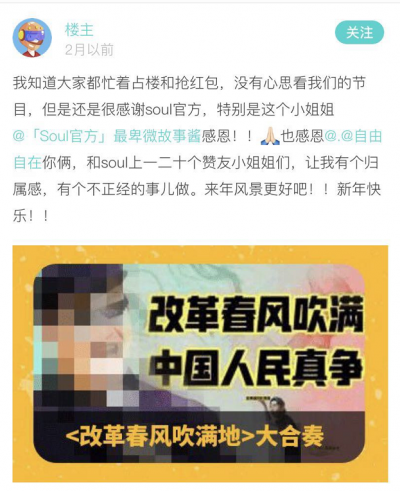 楼主
关注
2月以前
我知道大家都忙着占楼和抢红包，没有心思看我们的节
目，但是还是很感谢soul官方，特别是这个小姐姐
@「Soul官方」最卑微故事酱感恩！！🙏🏻也感恩@.@自由
自在你俩，和soul上一二十个赞友小姐姐们，让我有个归
属感，有个不正经的事儿做。来年风景更好吧！！新年快
乐！！
改革春风吹满
中国人民真争
<改革春风吹满地>大合奏